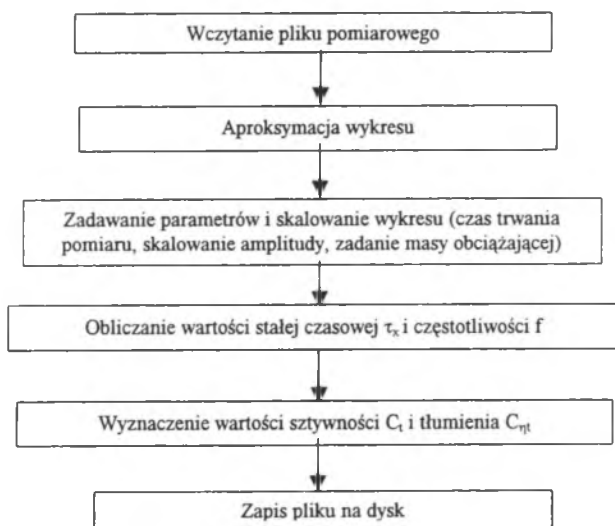 Wczytanie pliku pomiarowego
Aproksymacja wykresu
Zadawanie parametrów i skalowanie wykresu (czas trwania
pomiaru, skalowanie amplitudy, zadanie masy obciążającej)
Obliczanie wartości stałej czasowej τₓ i częstotliwości f
Wyznaczenie wartości sztywności Cₜ i tłumienia C_ηt
Zapis pliku na dysk